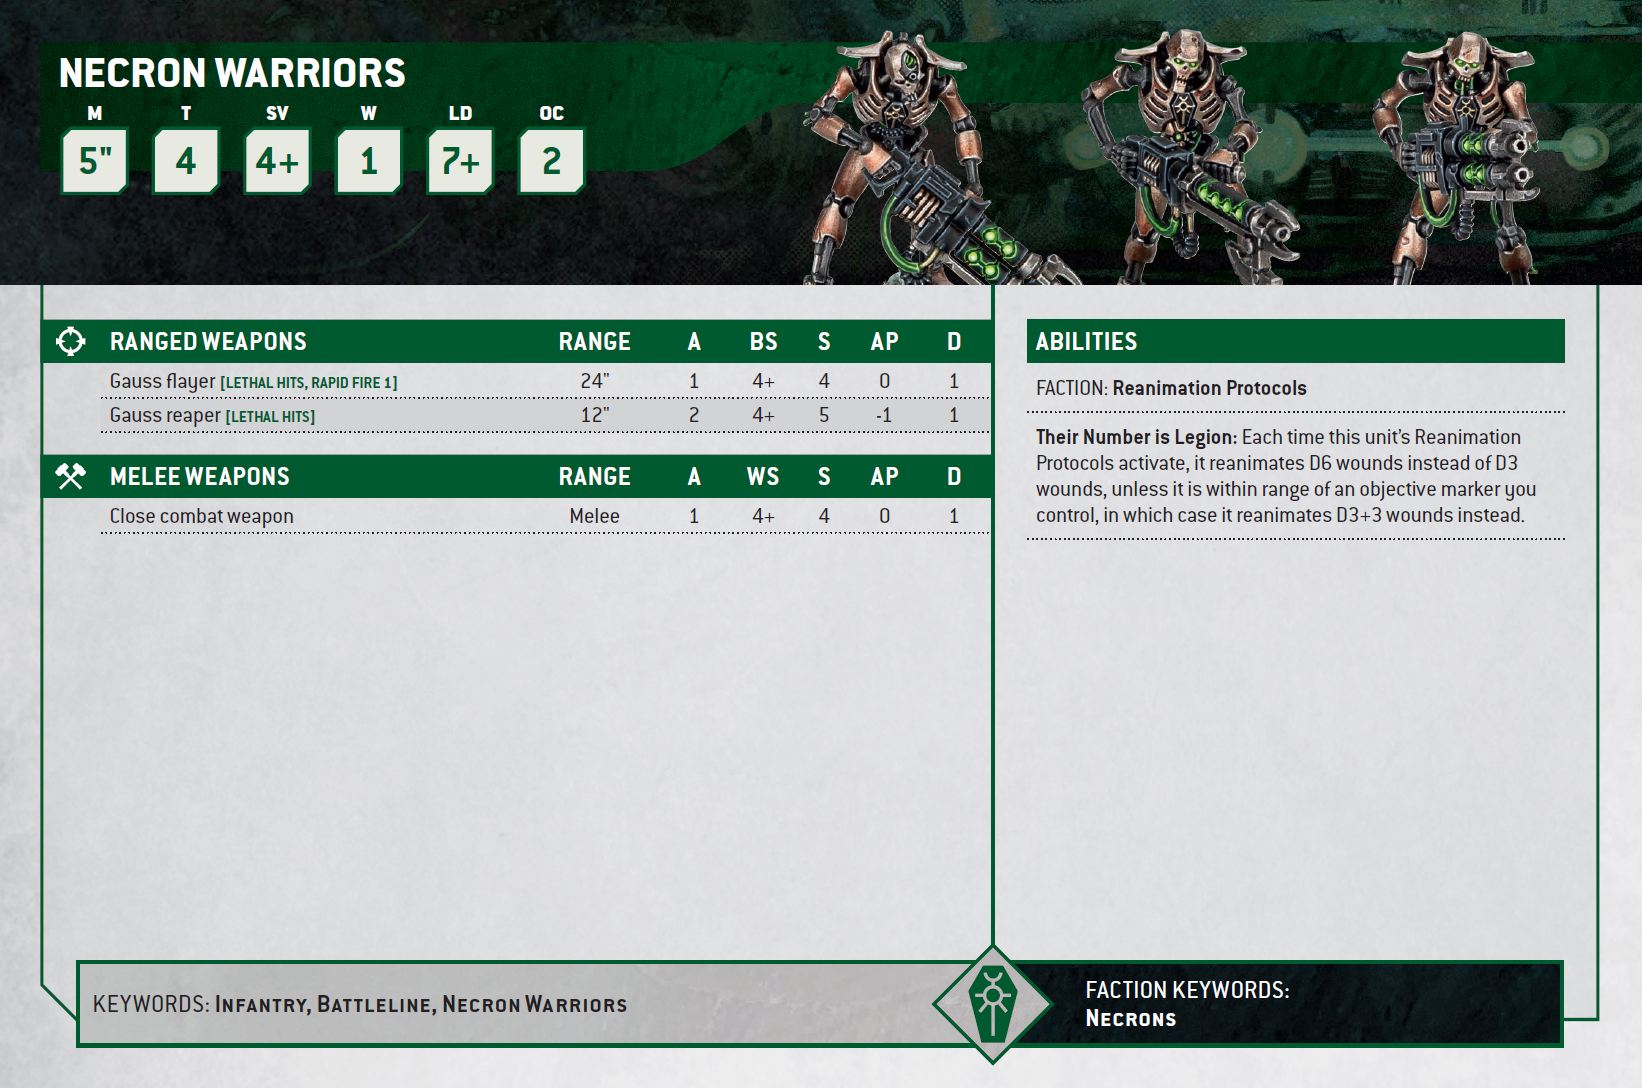 NECRON WARRIORS
M T SV W LD OC
5" 4 4+ 1 7+ 2
RANGED WEAPONS RANGE A BS S AP D
Gauss flayer [LETHAL HITS, RAPID FIRE 1] 24" 1 4+ 4 0 1
Gauss reaper [LETHAL HITS] 12" 2 4+ 5 -1 1
MELEE WEAPONS RANGE A WS S AP D
Close combat weapon Melee 1 4+ 4 0 1
ABILITIES
FACTION: Reanimation Protocols
Their Number is Legion: Each time this unit's Reanimation
Protocols activate, it reanimates D6 wounds instead of D3
wounds, unless it is within range of an objective marker you
control, in which case it reanimates D3+3 wounds instead.
KEYWORDS: INFANTRY, BATTLELINE, NECRON WARRIORS
FACTION KEYWORDS:
NECRONS